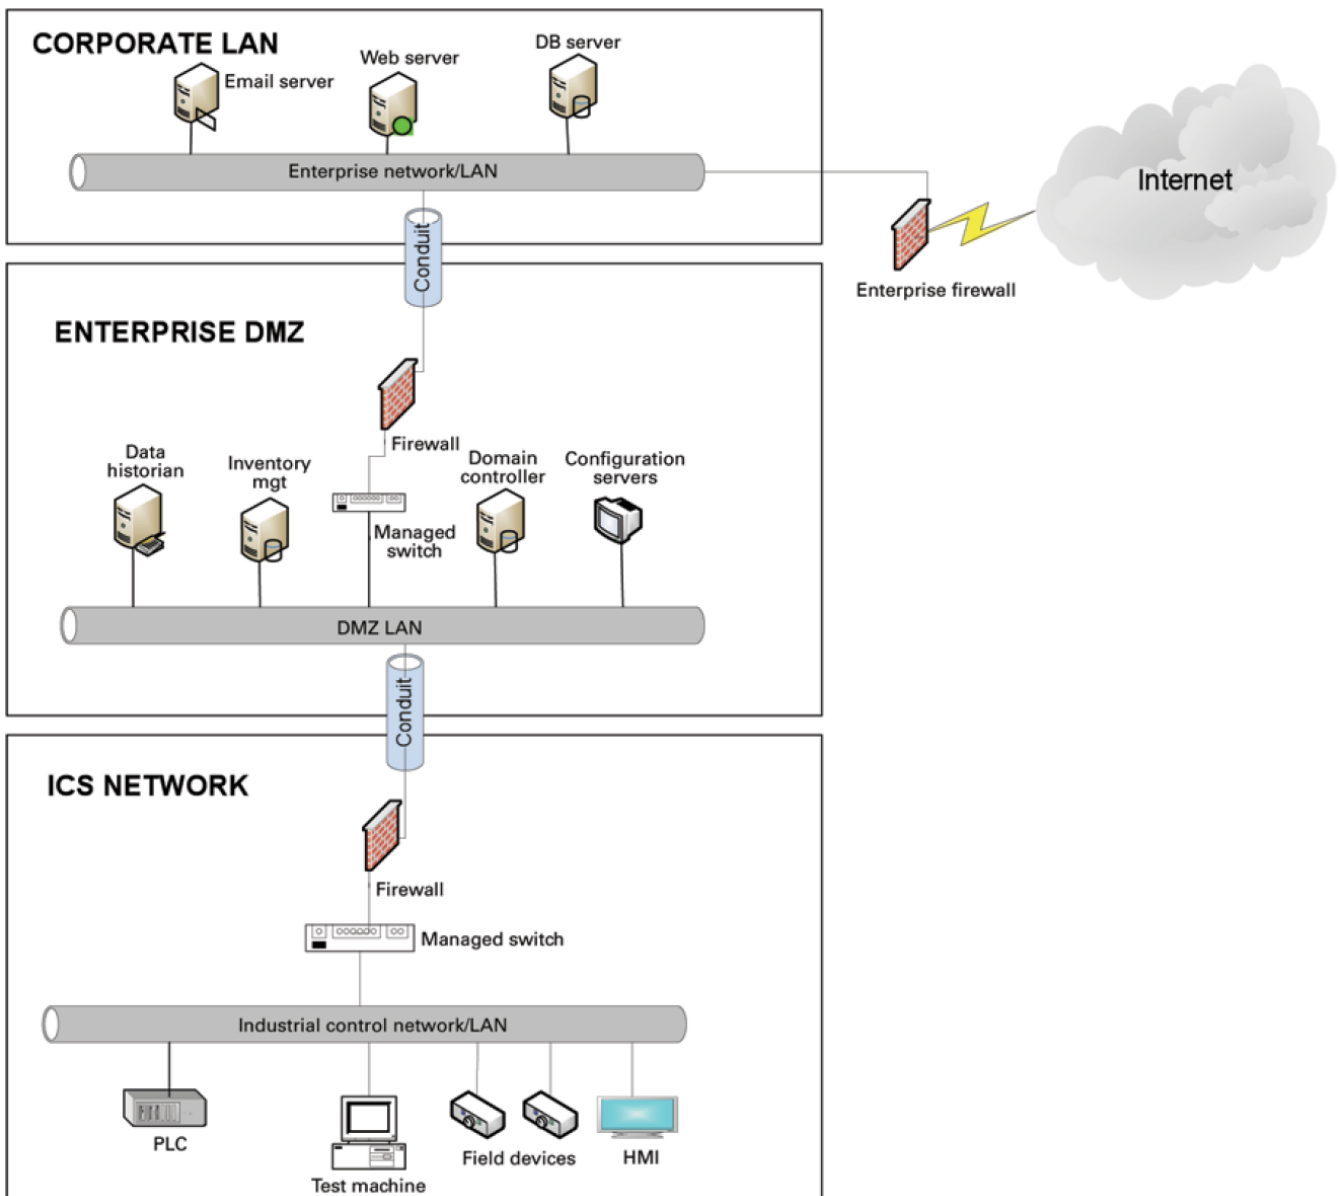 CORPORATE LAN
Email server
Web server
DB server
Enterprise network/LAN
Conduit
Internet
Enterprise firewall
ENTERPRISE DMZ
Firewall
Data
historian
Inventory
mgt
Managed
switch
Domain
controller
Configuration
servers
DMZ LAN
Conduit
ICS NETWORK
Firewall
Managed switch
Industrial control network/LAN
PLC
Test machine
Field devices
HMI